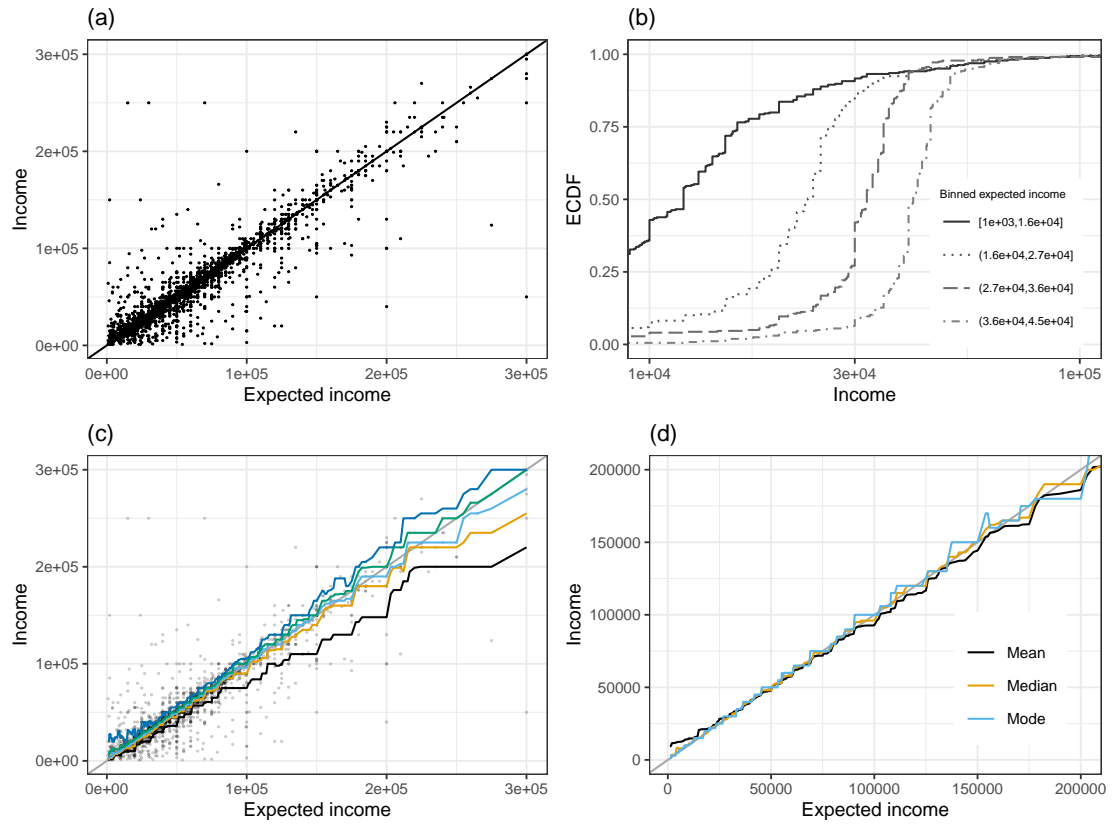 (a)
3e+05
2e+05
1e+05
0e+00
Income
0e+00 1e+05 2e+05 3e+05
Expected income
(b)
1.00
0.75
0.50
0.25
0.00
ECDF
Binned expected income
[1e+03,1.6e+04]
(1.6e+04,2.7e+04]
(2.7e+04,3.6e+04]
(3.6e+04,4.5e+04]
1e+04 3e+04 1e+05
Income
(c)
3e+05
2e+05
1e+05
0e+00
Income
0e+00 1e+05 2e+05 3e+05
Expected income
(d)
200000
150000
100000
50000
0
Income
Mean
Median
Mode
0 50000 100000 150000 200000
Expected income